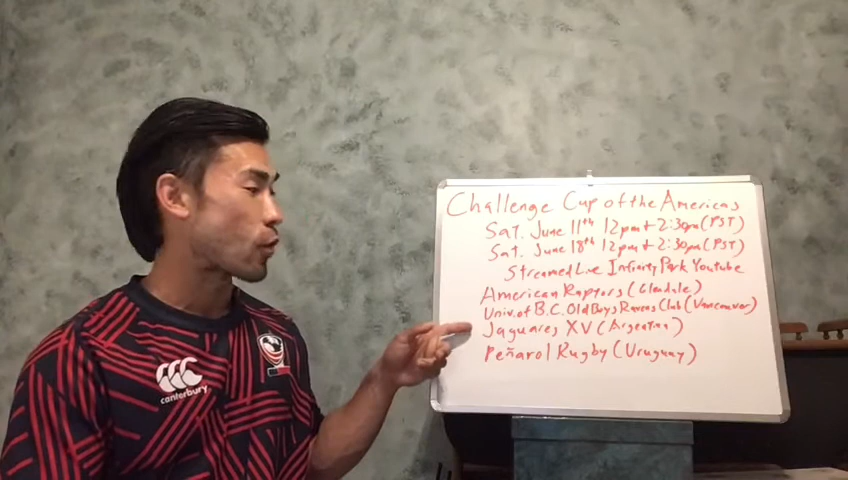 Challenge Cup of the Americas
Sat. June 11th 12pm + 2:30pm (PST)
Sat. June 18th 12pm + 2:30pm (PST)
Streamed Live Infinity Park Youtube
American Raptors (Glendale)
Univ. of B.C. Old Boys Ravens Club (Vancouver)
Jaguares XV (Argentina)
Peñarol Rugby (Uruguay)
CCC
canterbury